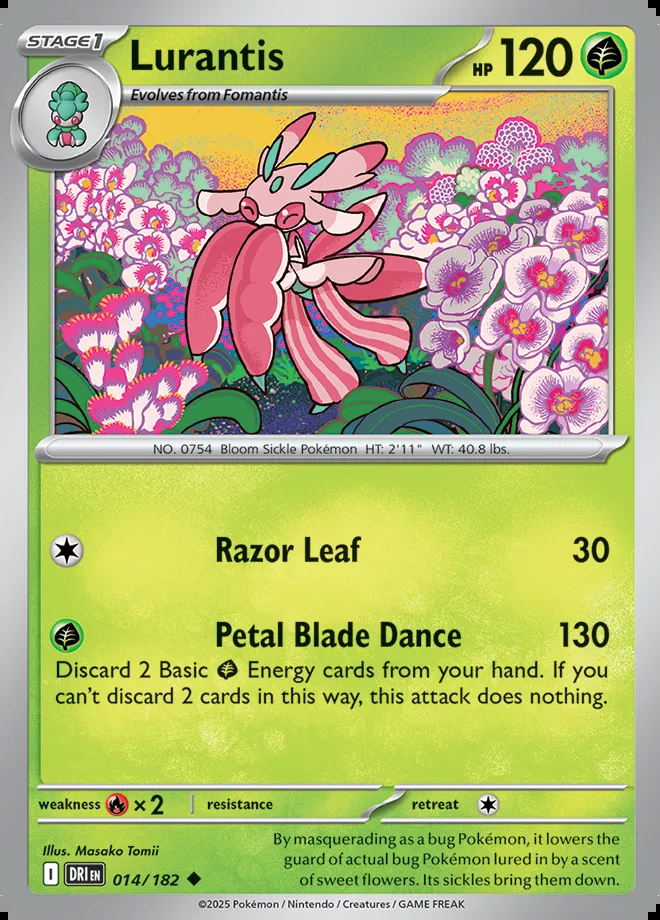 STAGE 1
Lurantis
HP 120
Evolves from Fomantis
NO. 0754 Bloom Sickle Pokémon HT: 2'11" WT: 40.8 lbs.
Razor Leaf 30
Petal Blade Dance 130
Discard 2 Basic Energy cards from your hand. If you
can't discard 2 cards in this way, this attack does nothing.
weakness ×2 resistance retreat
Illus. Masako Tomii
I DRI EN 014/182
By masquerading as a bug Pokémon, it lowers the
guard of actual bug Pokémon lured in by a scent
of sweet flowers. Its sickles bring them down.
©2025 Pokémon / Nintendo / Creatures / GAME FREAK